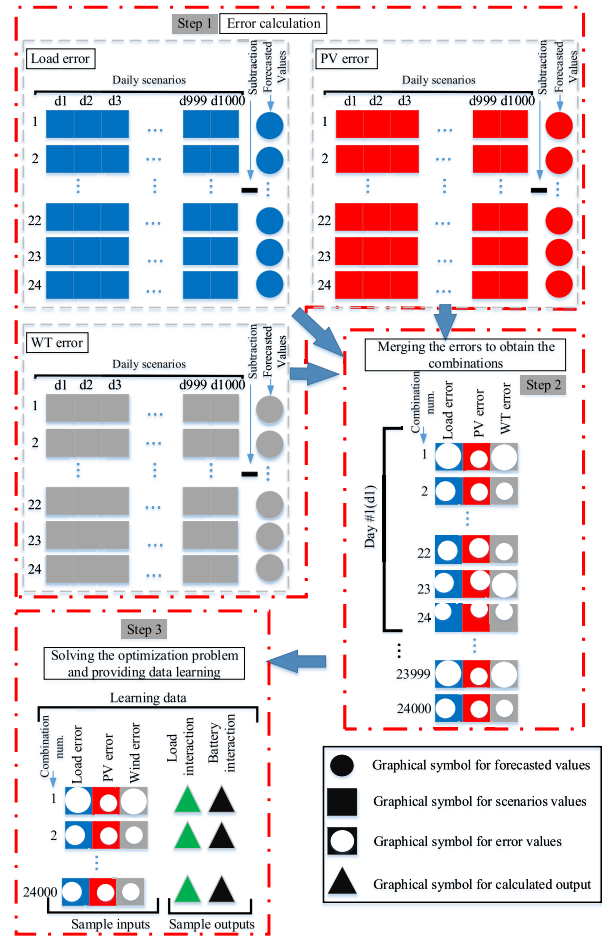 Step 1 Error calculation
Load error
Daily scenarios
d1 d2 d3 d999 d1000
Subtraction
Forecasted
Values
1
2
22
23
24
PV error
Daily scenarios
d1 d2 d3 d999 d1000
Subtraction
Forecasted
Values
1
2
22
23
24
WT error
Daily scenarios
d1 d2 d3 d999 d1000
Subtraction
Forecasted
Values
1
2
22
23
24
Merging the errors to obtain the
combinations
Step 2
Combination
num.
Load error
PV error
WT error
Day #1(d1)
1
2
22
23
24
23999
24000
Step 3
Solving the optimization problem
and providing data learning
Learning data
Combination
num.
Load error
PV error
Wind error
Load
interaction
Battery
interaction
1
2
24000
Sample inputs
Sample outputs
Graphical symbol for forecasted values
Graphical symbol for scenarios values
Graphical symbol for error values
Graphical symbol for calculated output